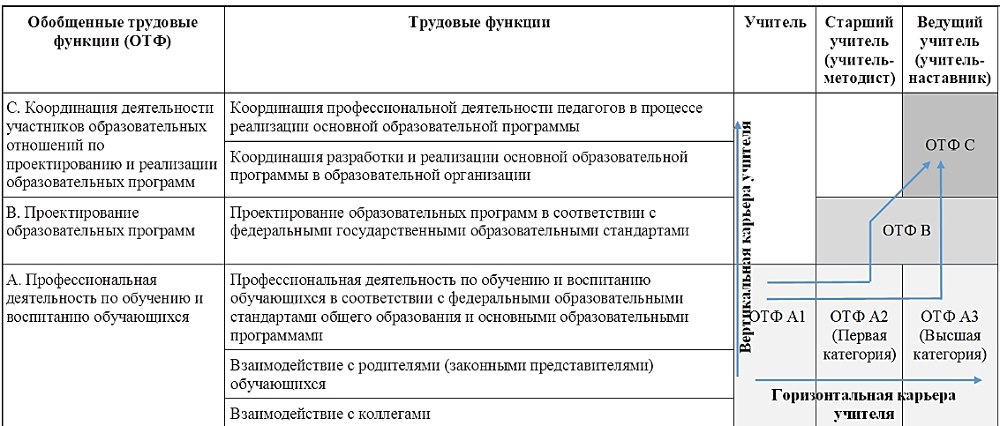 Обобщенные трудовые
функции (ОТФ)
Трудовые функции
Учитель
Старший
учитель
(учитель-
методист)
Ведущий
учитель
(учитель-
наставник)
С. Координация деятельности
участников образовательных
отношений по
проектированию и реализации
образовательных программ
Координация профессиональной деятельности педагогов в процессе
реализации основной образовательной программы
Координация разработки и реализации основной образовательной
программы в образовательной организации
ОТФ С
В. Проектирование
образовательных программ
Проектирование образовательных программ в соответствии с
федеральными государственными образовательными стандартами
ОТФ В
А. Профессиональная
деятельность по обучению и
воспитанию обучающихся
Профессиональная деятельность по обучению и воспитанию
обучающихся в соответствии с федеральными образовательными
стандартами общего образования и основными образовательными
программами
Взаимодействие с родителями (законными представителями)
обучающихся
Взаимодействие с коллегами
Вертикальная карьера учителя
ОТФ А1
ОТФ А2
(Первая
категория)
ОТФ А3
(Высшая
категория)
Горизонтальная карьера
учителя